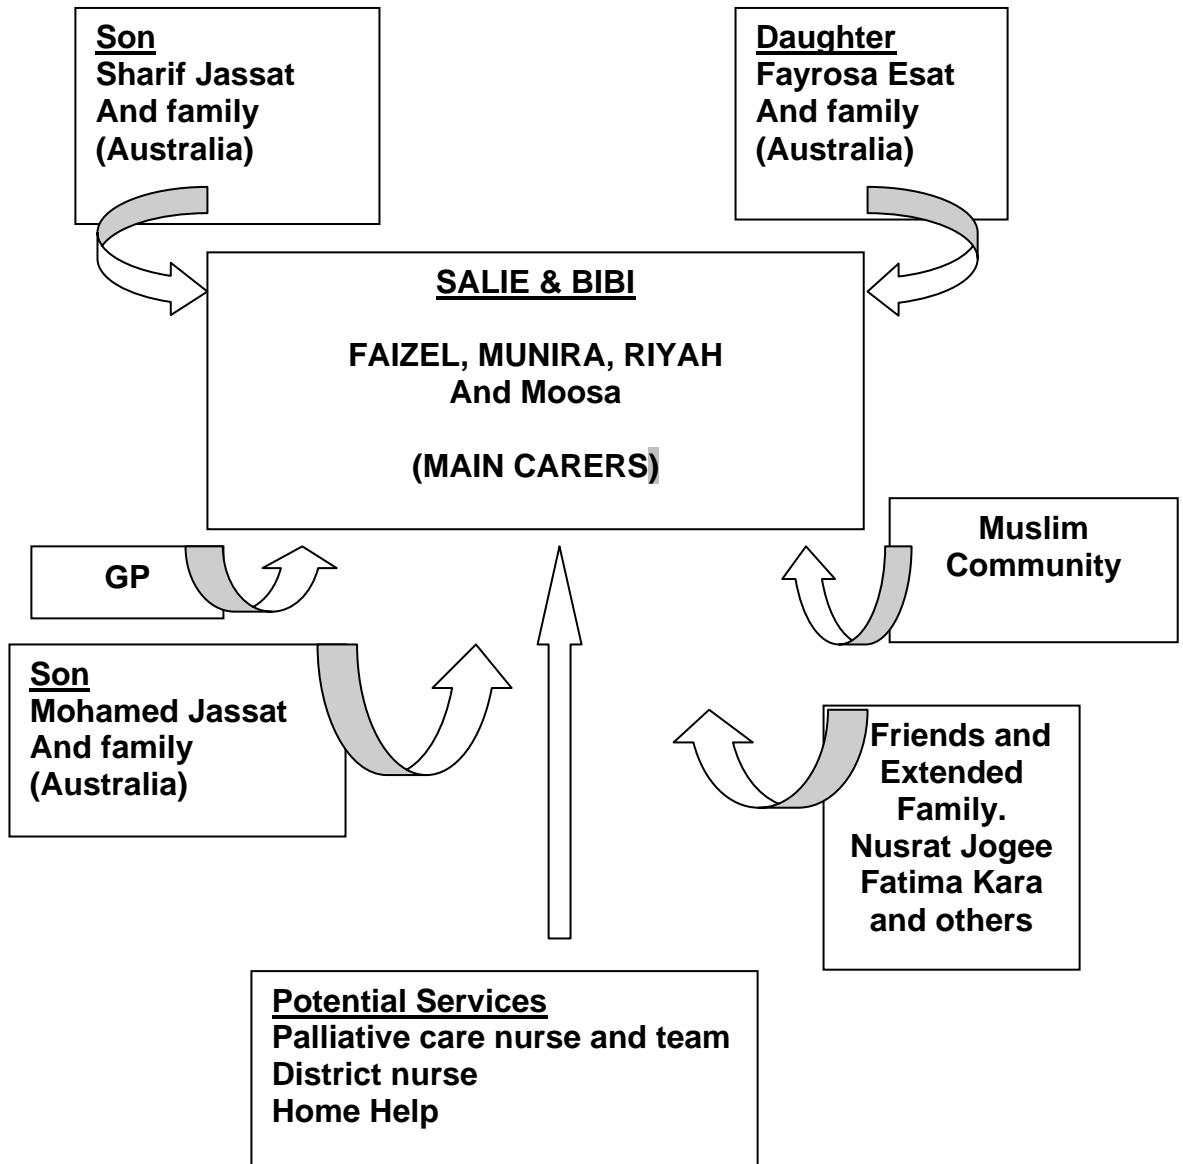 Son
Sharif Jassat
And family
(Australia)
Daughter
Fayrosa Esat
And family
(Australia)
SALIE & BIBI
FAIZEL, MUNIRA, RIYAH
And Moosa
(MAIN CARERS)
GP
Muslim
Community
Son
Mohamed Jassat
And family
(Australia)
Friends and
Extended
Family.
Nusrat Jogee
Fatima Kara
and others
Potential Services
Palliative care nurse and team
District nurse
Home Help